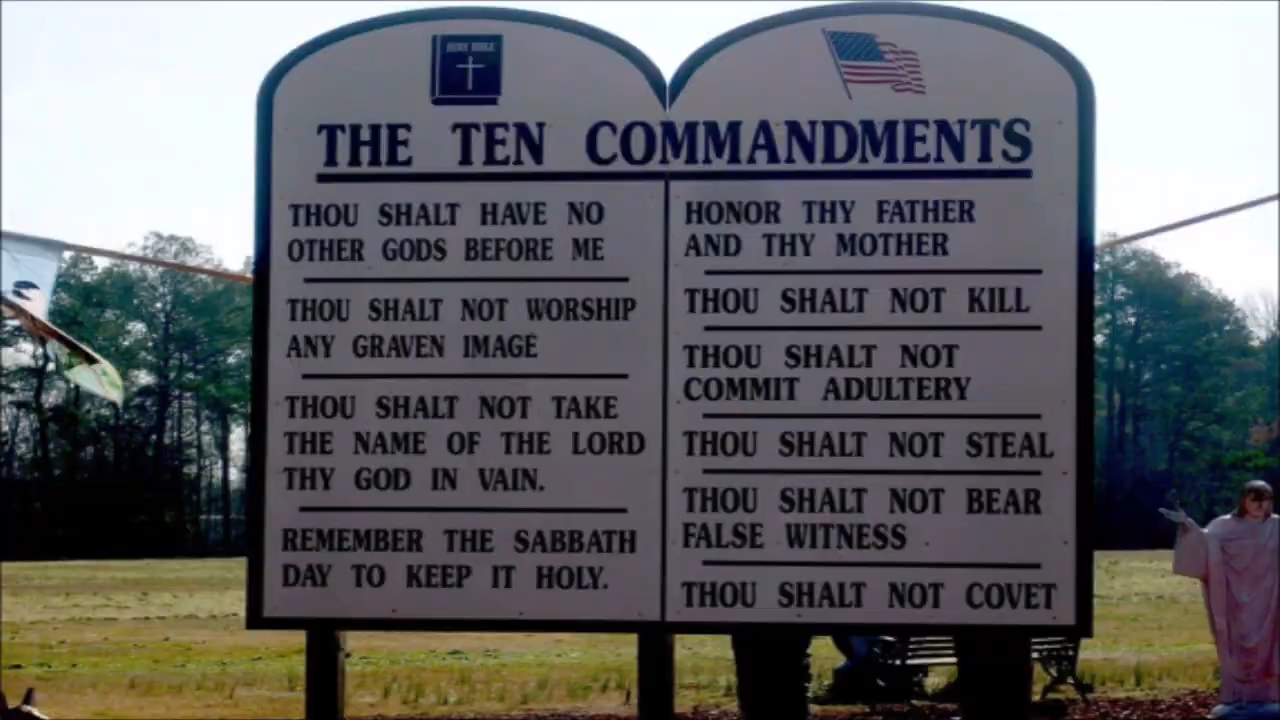 HOLY BIBLE
THE TEN COMMANDMENTS
THOU SHALT HAVE NO
OTHER GODS BEFORE ME
THOU SHALT NOT WORSHIP
ANY GRAVEN IMAGE
THOU SHALT NOT TAKE
THE NAME OF THE LORD
THY GOD IN VAIN.
REMEMBER THE SABBATH
DAY TO KEEP IT HOLY.
HONOR THY FATHER
AND THY MOTHER
THOU SHALT NOT KILL
THOU SHALT NOT
COMMIT ADULTERY
THOU SHALT NOT STEAL
THOU SHALT NOT BEAR
FALSE WITNESS
THOU SHALT NOT COVET